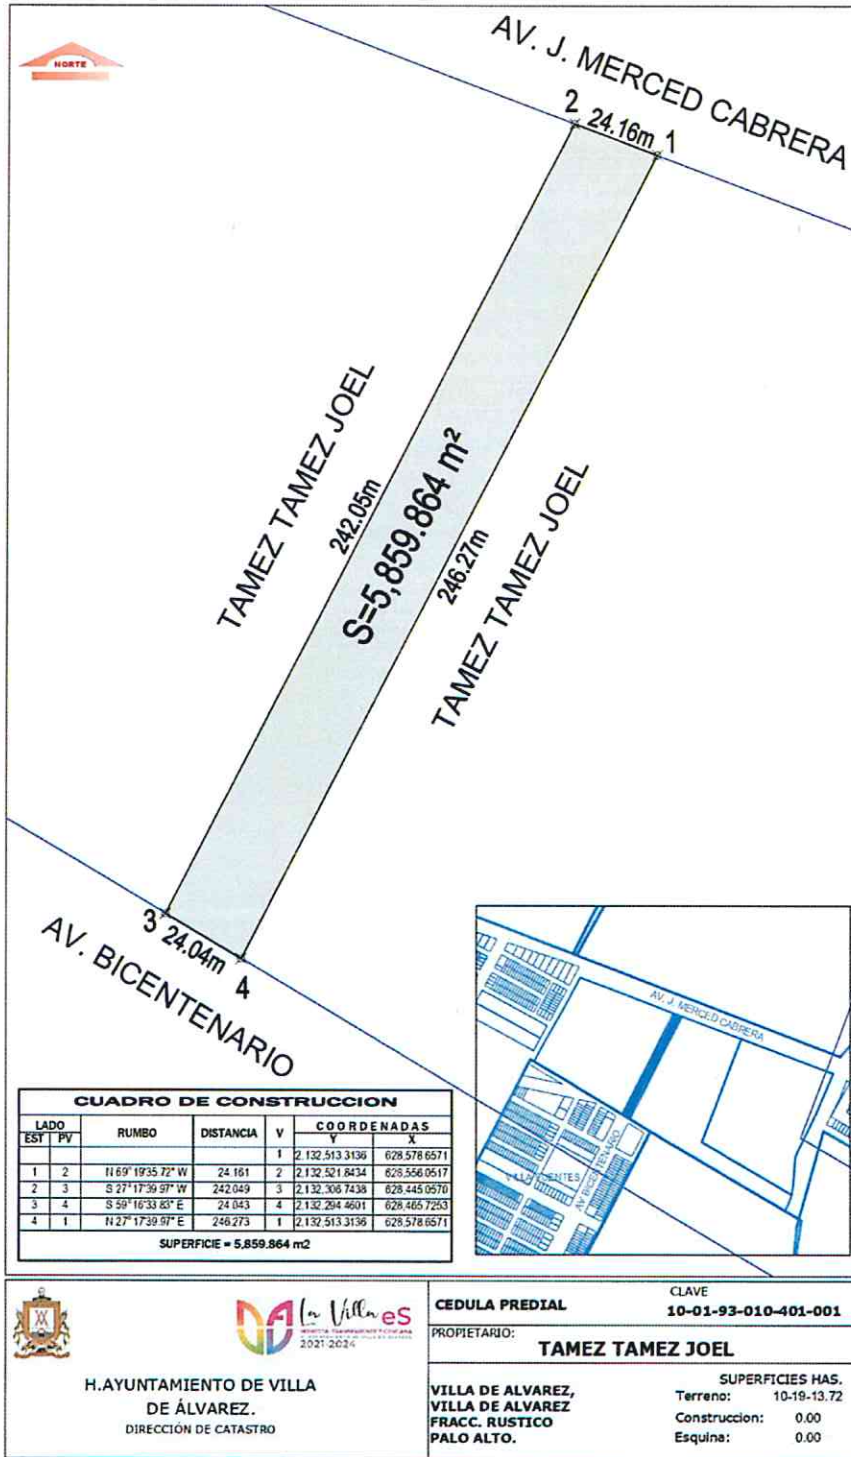 NORTE
AV. J. MERCED CABRERA
2
24.16m
1
TAMEZ TAMEZ JOEL
242.05m
S=5,859.864 m²
246.27m
TAMEZ TAMEZ JOEL
3
24.04m
4
AV. BICENTENARIO
AV. J. MERCED CABRERA
VILLA FUENTES
AV BICENTENARIO
CUADRO DE CONSTRUCCION
LADO RUMBO DISTANCIA V COORDENADAS
EST PV Y X
1 2,132,513.3136 628,578.6571
1 2 N 69°19'35.72" W 24.161 2 2,132,521.8434 628,556.0517
2 3 S 27°17'39.97" W 242.049 3 2,132,306.7438 628,445.0570
3 4 S 59°16'33.83" E 24.043 4 2,132,294.4601 628,465.7253
4 1 N 27°17'39.97" E 246.273 1 2,132,513.3136 628,578.6571
SUPERFICIE = 5,859.864 m2
La Villa eS
2021-2024
H.AYUNTAMIENTO DE VILLA
DE ÁLVAREZ.
DIRECCIÓN DE CATASTRO
CEDULA PREDIAL
CLAVE
10-01-93-010-401-001
PROPIETARIO:
TAMEZ TAMEZ JOEL
VILLA DE ALVAREZ,
VILLA DE ALVAREZ
FRACC. RUSTICO
PALO ALTO.
SUPERFICIES HAS.
Terreno: 10-19-13.72
Construccion: 0.00
Esquina: 0.00